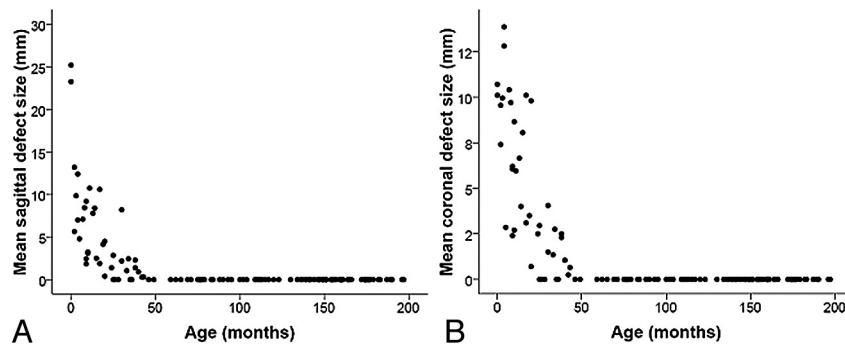 30
25
20
15
10
5
0
Mean sagittal defect size (mm)
0 50 100 150 200
Age (months)
A
12
10
8
5
2
0
Mean coronal defect size (mm)
0 50 100 150 200
Age (months)
B